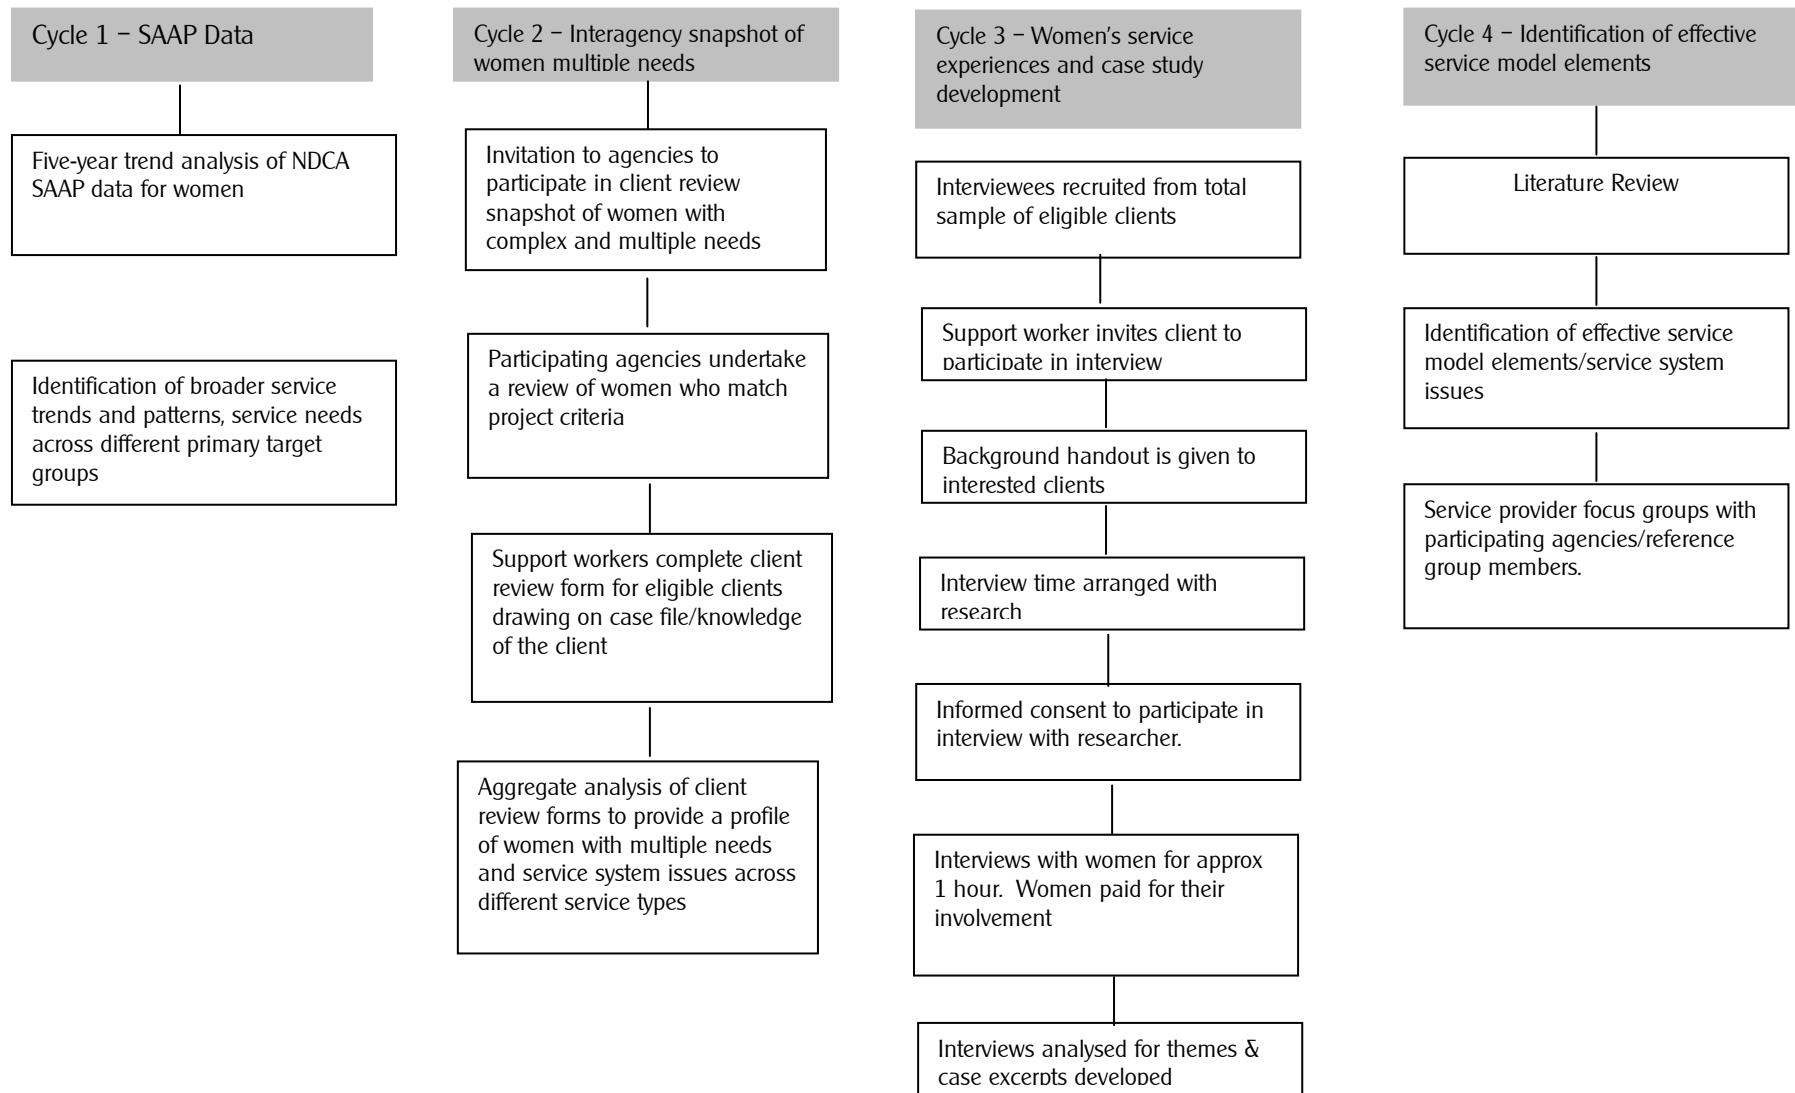 Cycle 1 – SAAP Data
Five-year trend analysis of NDCA
SAAP data for women
Identification of broader service
trends and patterns, service needs
across different primary target
groups
Cycle 2 – Interagency snapshot of
women multiple needs
Invitation to agencies to
participate in client review
snapshot of women with
complex and multiple needs
Participating agencies undertake
a review of women who match
project criteria
Support workers complete client
review form for eligible clients
drawing on case file/knowledge
of the client
Aggregate analysis of client
review forms to provide a profile
of women with multiple needs
and service system issues across
different service types
Cycle 3 – Women's service
experiences and case study
development
Interviewees recruited from total
sample of eligible clients
Support worker invites client to
participate in interview
Background handout is given to
interested clients
Interview time arranged with
research
Informed consent to participate in
interview with researcher.
Interviews with women for approx
1 hour.  Women paid for their
involvement
Interviews analysed for themes &
case excerpts developed
Cycle 4 – Identification of effective
service model elements
Literature Review
Identification of effective service
model elements/service system
issues
Service provider focus groups with
participating agencies/reference
group members.